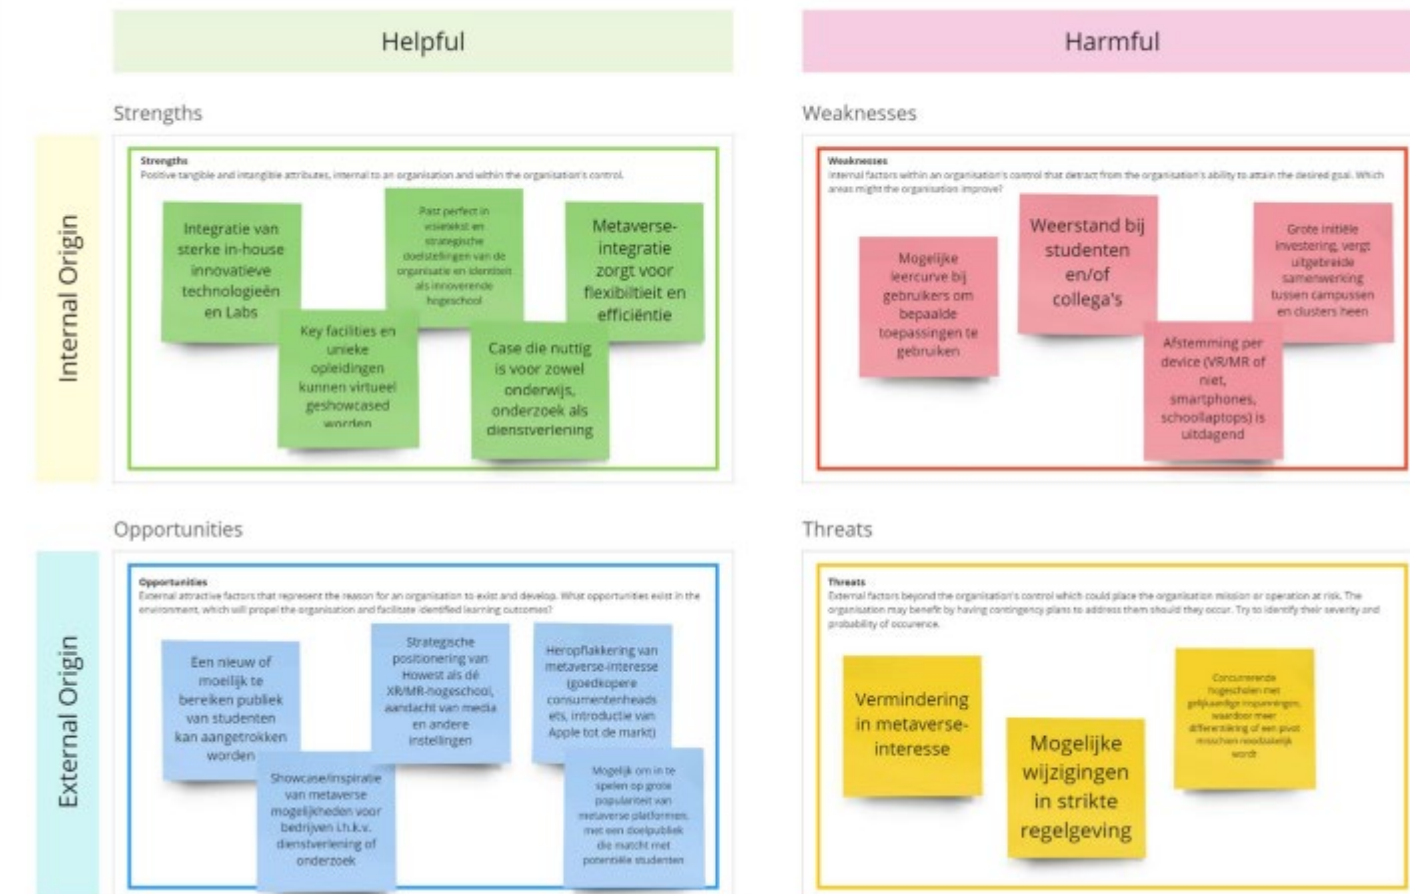 Helpful
Harmful
Internal Origin
Strengths
Strengths
Positive tangible and intangible attributes, internal to an organisation and within the organisation's control.
Integratie van
sterke in-house
innovatieve
technologieën
en Labs
Key facilities en
unieke
opleidingen
kunnen virtueel
geshowcased
worden
Past perfect in
visietekst en
strategische
doelstellingen van de
organisatie en identiteit
als innoverende
hogeschool
Case die nuttig
is voor zowel
onderwijs,
onderzoek als
dienstverlening
Metaverse-
integratie
zorgt voor
flexibiltieit en
efficiëntie
Weaknesses
Weaknesses
Internal factors within an organisation's control that detract from the organisation's ability to attain the desired goal. Which
areas might the organisation improve?
Mogelijke
leercurve bij
gebruikers om
bepaalde
toepassingen te
gebruiken
Weerstand bij
studenten
en/of
collega's
Afstemming per
device (VR/MR of
niet,
smartphones,
schoollaptops) is
uitdagend
Grote initiële
investering, vergt
uitgebreide
samenwerking
tussen campussen
en clusters heen
External Origin
Opportunities
Opportunities
External attractive factors that represent the reason for an organisation to exist and develop. What opportunities exist in the
environment, which will propel the organisation and facilitate identified learning outcomes?
Een nieuw of
moeilijk te
bereiken publiek
van studenten
kan aangetrokken
worden
Showcase/inspiratie
van metaverse
mogelijkheden voor
bedrijven i.h.k.v.
dienstverlening of
onderzoek
Strategische
positionering van
Howest als dé
XR/MR-hogeschool,
aandacht van media
en andere
instellingen
Heropflakkering van
metaverse-interesse
(goedkopere
consumentenheads
ets, introductie van
Apple tot de markt)
Mogelijk om in te
spelen op grote
populariteit van
metaverse platformen,
met een doelpubliek
die matcht met
potentiële studenten
Threats
Threats
External factors beyond the organisation's control which could place the organisation mission or operation at risk. The
organisation may benefit by having contingency plans to address them should they occur. Try to identify their severity and
probability of occurence.
Vermindering
in metaverse-
interesse
Mogelijke
wijzigingen
in strikte
regelgeving
Concurrerende
hogescholen met
gelijkaardige inspanningen,
waardoor meer
differentiëring of een pivot
misschien noodzakelijk
wordt